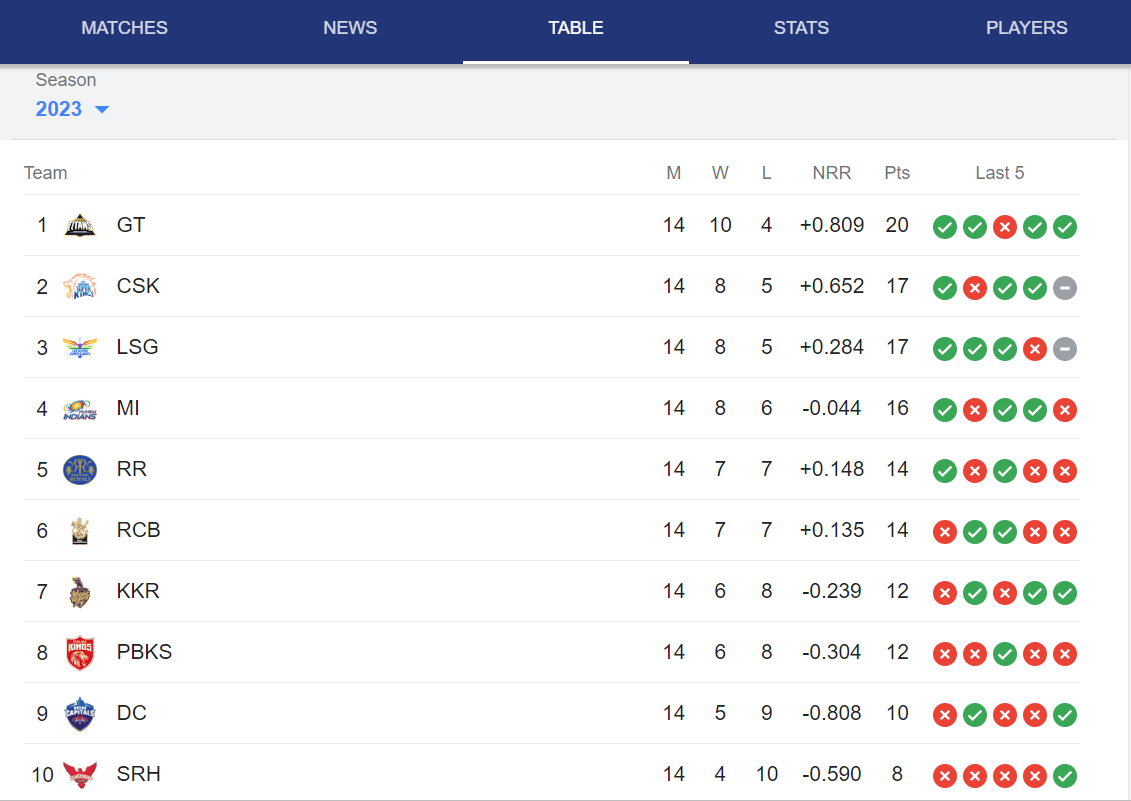 MATCHES NEWS TABLE STATS PLAYERS
Season
2023
Team M W L NRR Pts Last 5
1 GT 14 10 4 +0.809 20
2 CSK 14 8 5 +0.652 17
3 LSG 14 8 5 +0.284 17
4 MI 14 8 6 -0.044 16
5 RR 14 7 7 +0.148 14
6 RCB 14 7 7 +0.135 14
7 KKR 14 6 8 -0.239 12
8 PBKS 14 6 8 -0.304 12
9 DC 14 5 9 -0.808 10
10 SRH 14 4 10 -0.590 8